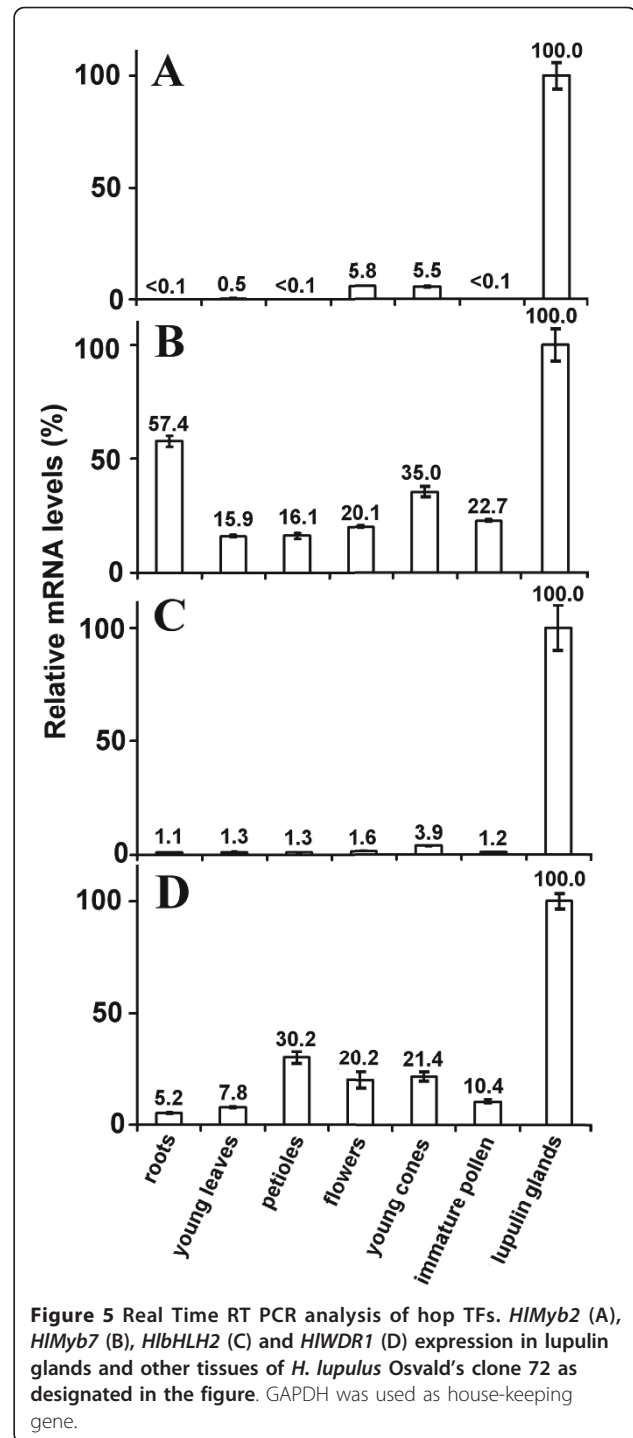 100.0
100
A
50
<0.1 0.5 <0.1 5.8 5.5 <0.1
0
100.0
100
B
57.4
50
35.0
15.9 16.1 20.1 22.7
0
Relative mRNA levels (%)
100.0
100
C
50
1.1 1.3 1.3 1.6 3.9 1.2
0
100.0
100
D
50
30.2
20.2 21.4
5.2 7.8 10.4
0
roots
young leaves
petioles
flowers
young cones
immature pollen
lupulin glands
Figure 5 Real Time RT PCR analysis of hop TFs. HlMyb2 (A),
HlMyb7 (B), HlbHLH2 (C) and HlWDR1 (D) expression in lupulin
glands and other tissues of H. lupulus Osvald's clone 72 as
designated in the figure. GAPDH was used as house-keeping
gene.